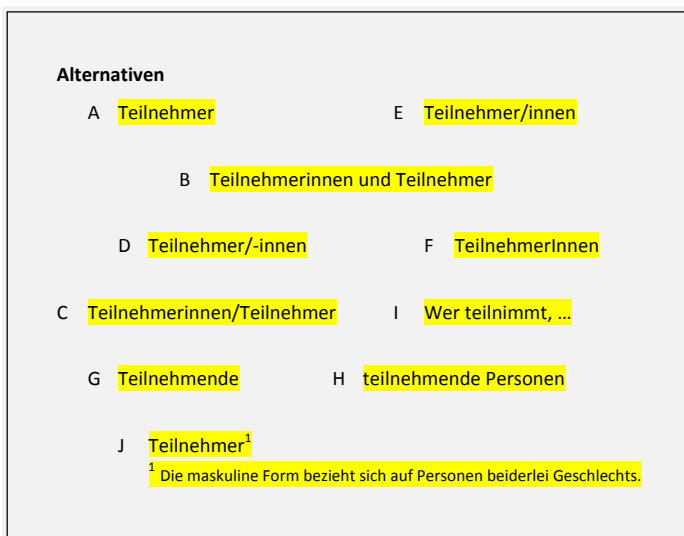 Alternativen
A Teilnehmer E Teilnehmer/innen
B Teilnehmerinnen und Teilnehmer
D Teilnehmer/-innen F TeilnehmerInnen
C Teilnehmerinnen/Teilnehmer I Wer teilnimmt, …
G Teilnehmende H teilnehmende Personen
J Teilnehmer¹
¹ Die maskuline Form bezieht sich auf Personen beiderlei Geschlechts.